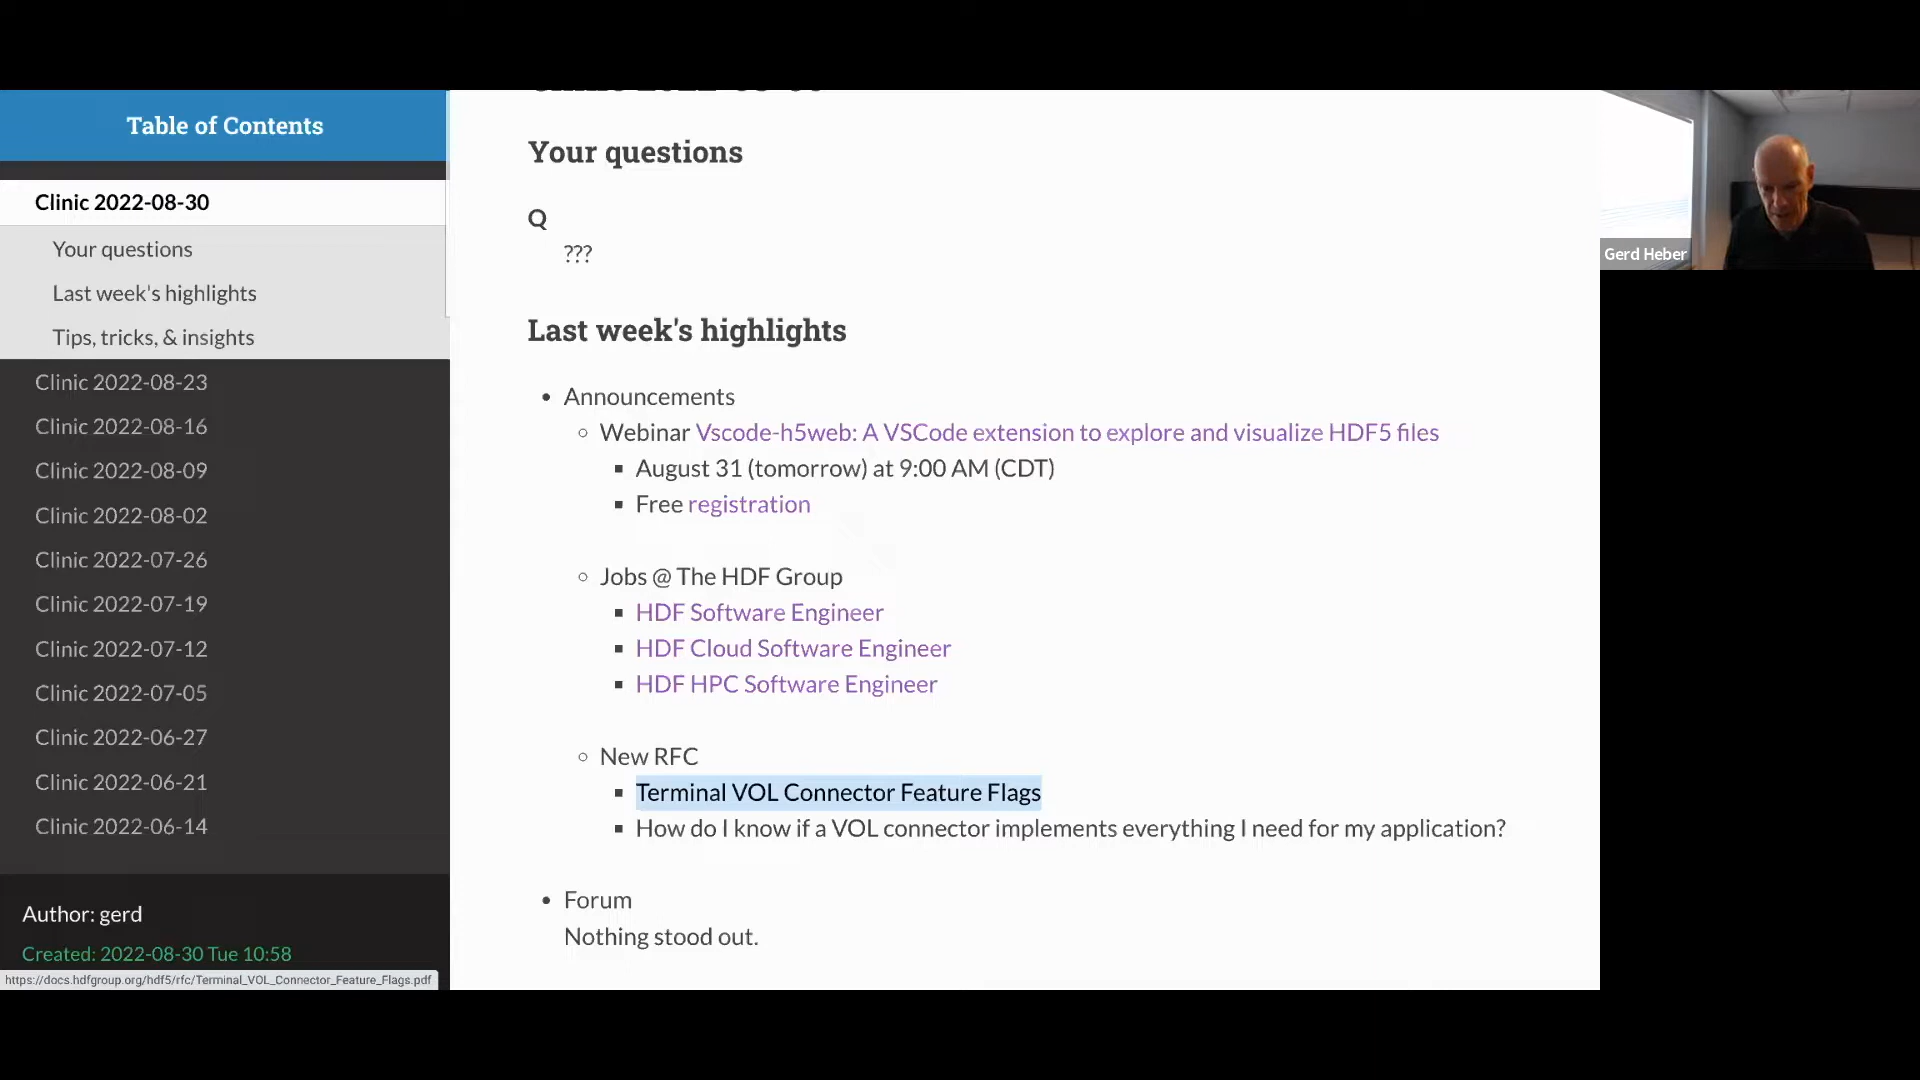 Table of Contents
Clinic 2022-08-30
Your questions
Last week's highlights
Tips, tricks, & insights
Clinic 2022-08-23
Clinic 2022-08-16
Clinic 2022-08-09
Clinic 2022-08-02
Clinic 2022-07-26
Clinic 2022-07-19
Clinic 2022-07-12
Clinic 2022-07-05
Clinic 2022-06-27
Clinic 2022-06-21
Clinic 2022-06-14
Author: gerd
Created: 2022-08-30 Tue 10:58
https://docs.hdfgroup.org/hdf5/rfc/Terminal_VOL_Connector_Feature_Flags.pdf
Your questions
Q
???
Last week's highlights
Announcements
Webinar Vscode-h5web: A VSCode extension to explore and visualize HDF5 files
August 31 (tomorrow) at 9:00 AM (CDT)
Free registration
Jobs @ The HDF Group
HDF Software Engineer
HDF Cloud Software Engineer
HDF HPC Software Engineer
New RFC
Terminal VOL Connector Feature Flags
How do I know if a VOL connector implements everything I need for my application?
Forum
Nothing stood out.
Gerd Heber